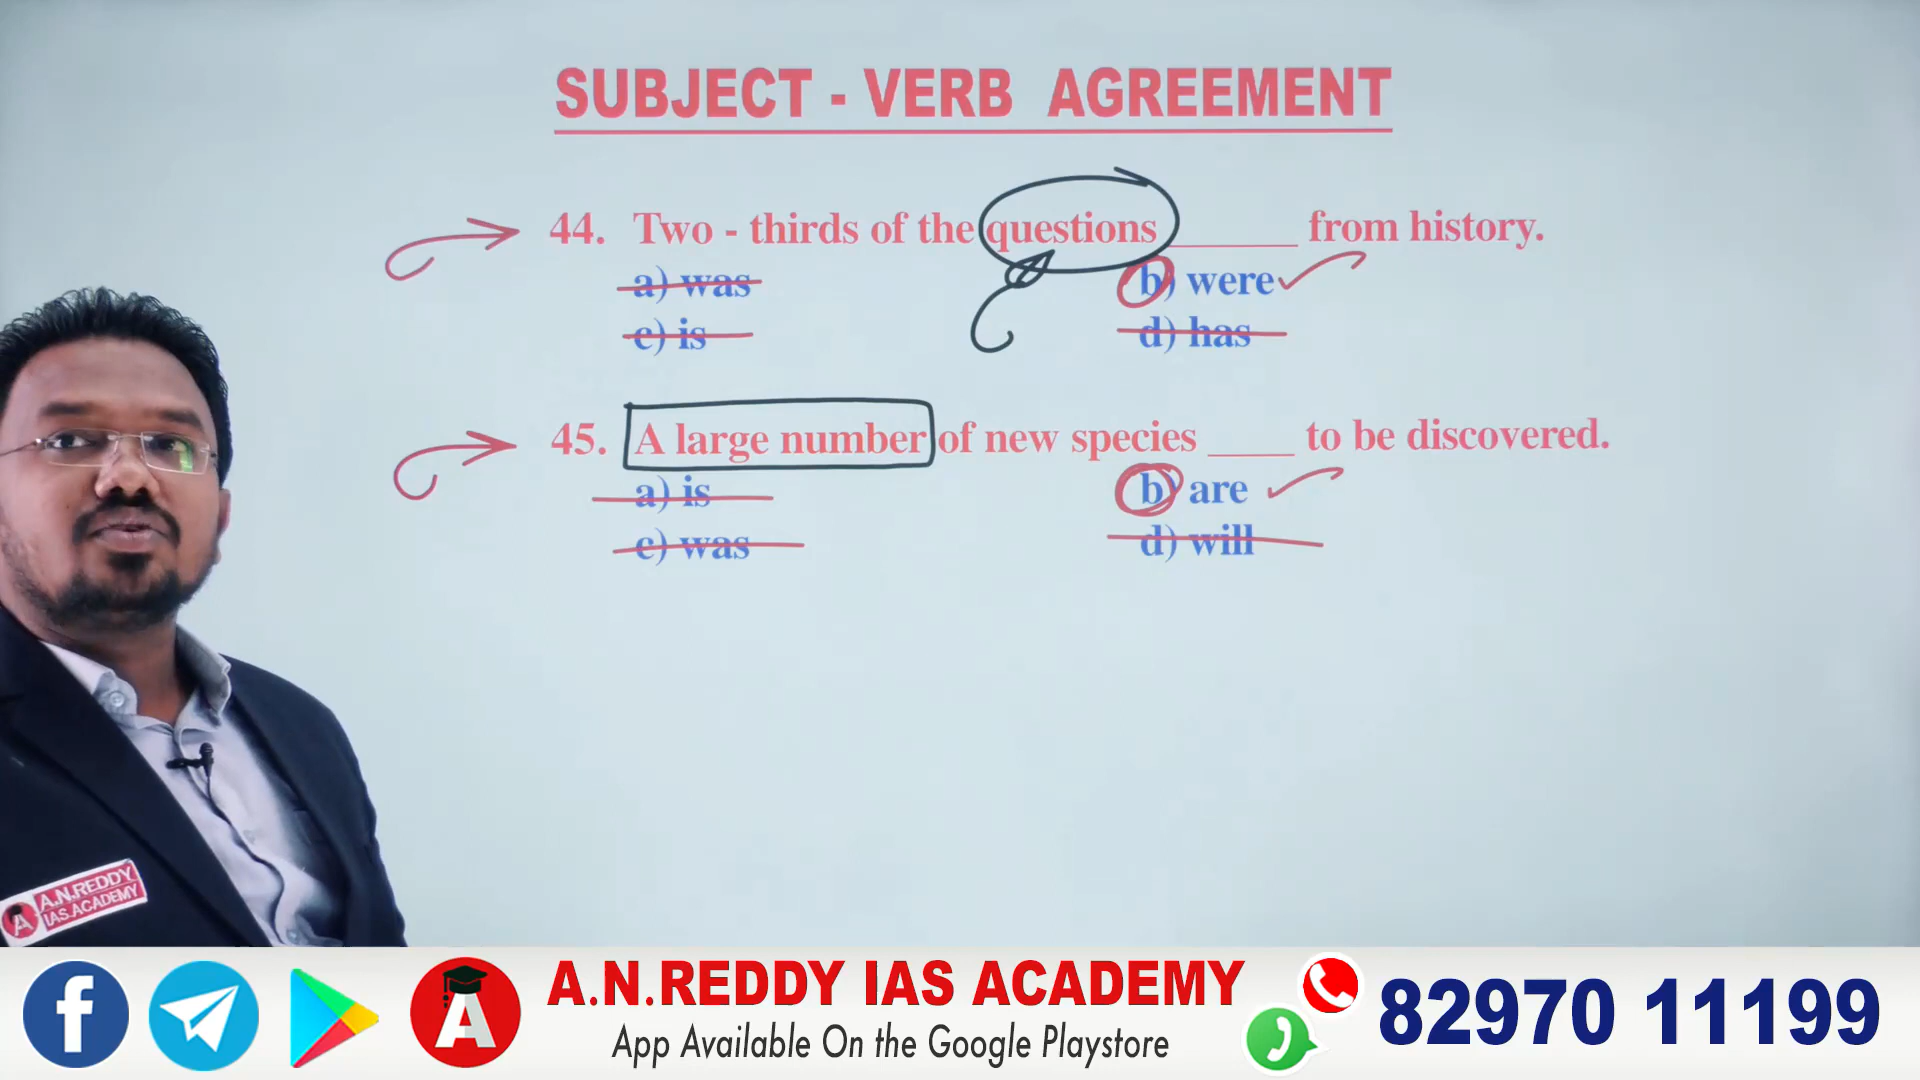 SUBJECT - VERB AGREEMENT
44. Two - thirds of the questions ______ from history.
a) was b) were
c) is d) has
45. A large number of new species ____ to be discovered.
a) is b) are
c) was d) will
A.N.REDDY
IAS ACADEMY
f
A
A.N.REDDY IAS ACADEMY
App Available On the Google Playstore
82970 11199